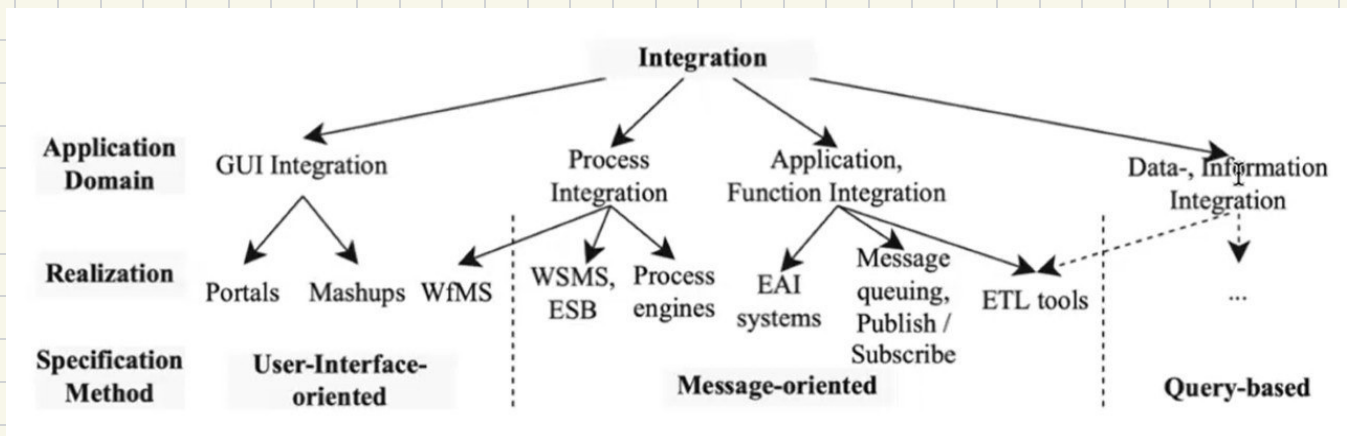 Integration
Application
Domain
GUI Integration
Process
Integration
Application,
Function Integration
Data-, Information
Integration
Realization
Portals
Mashups
WfMS
WSMS,
ESB
Process
engines
EAI
systems
Message
queuing,
Publish /
Subscribe
ETL tools
...
Specification
Method
User-Interface-
oriented
Message-oriented
Query-based